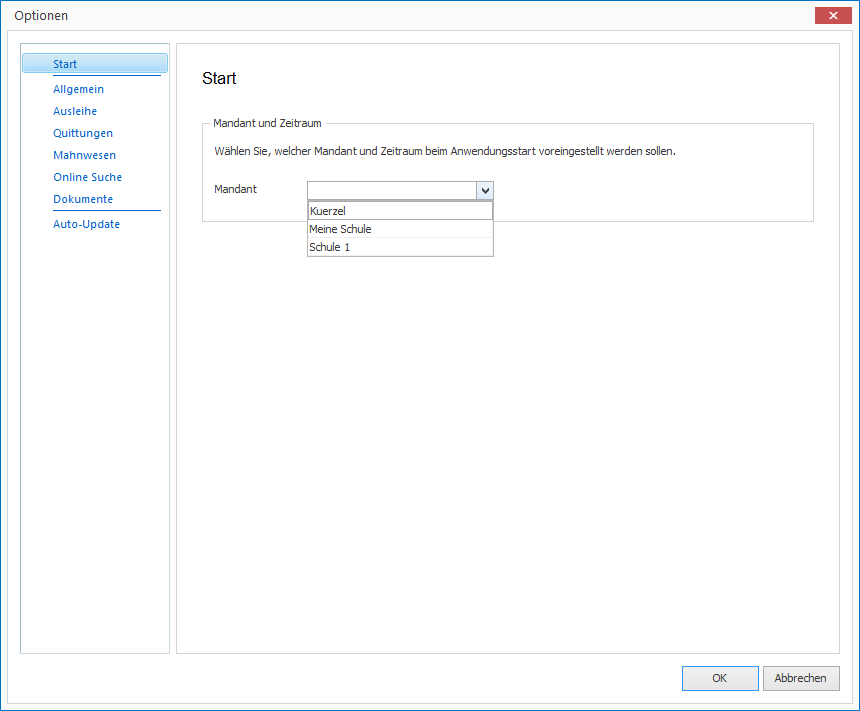 Optionen
Start
Allgemein
Ausleihe
Quittungen
Mahnwesen
Online Suche
Dokumente
Auto-Update
Start
Mandant und Zeitraum
Wählen Sie, welcher Mandant und Zeitraum beim Anwendungsstart voreingestellt werden sollen.
Mandant
Kuerzel
Meine Schule
Schule 1
OK
Abbrechen